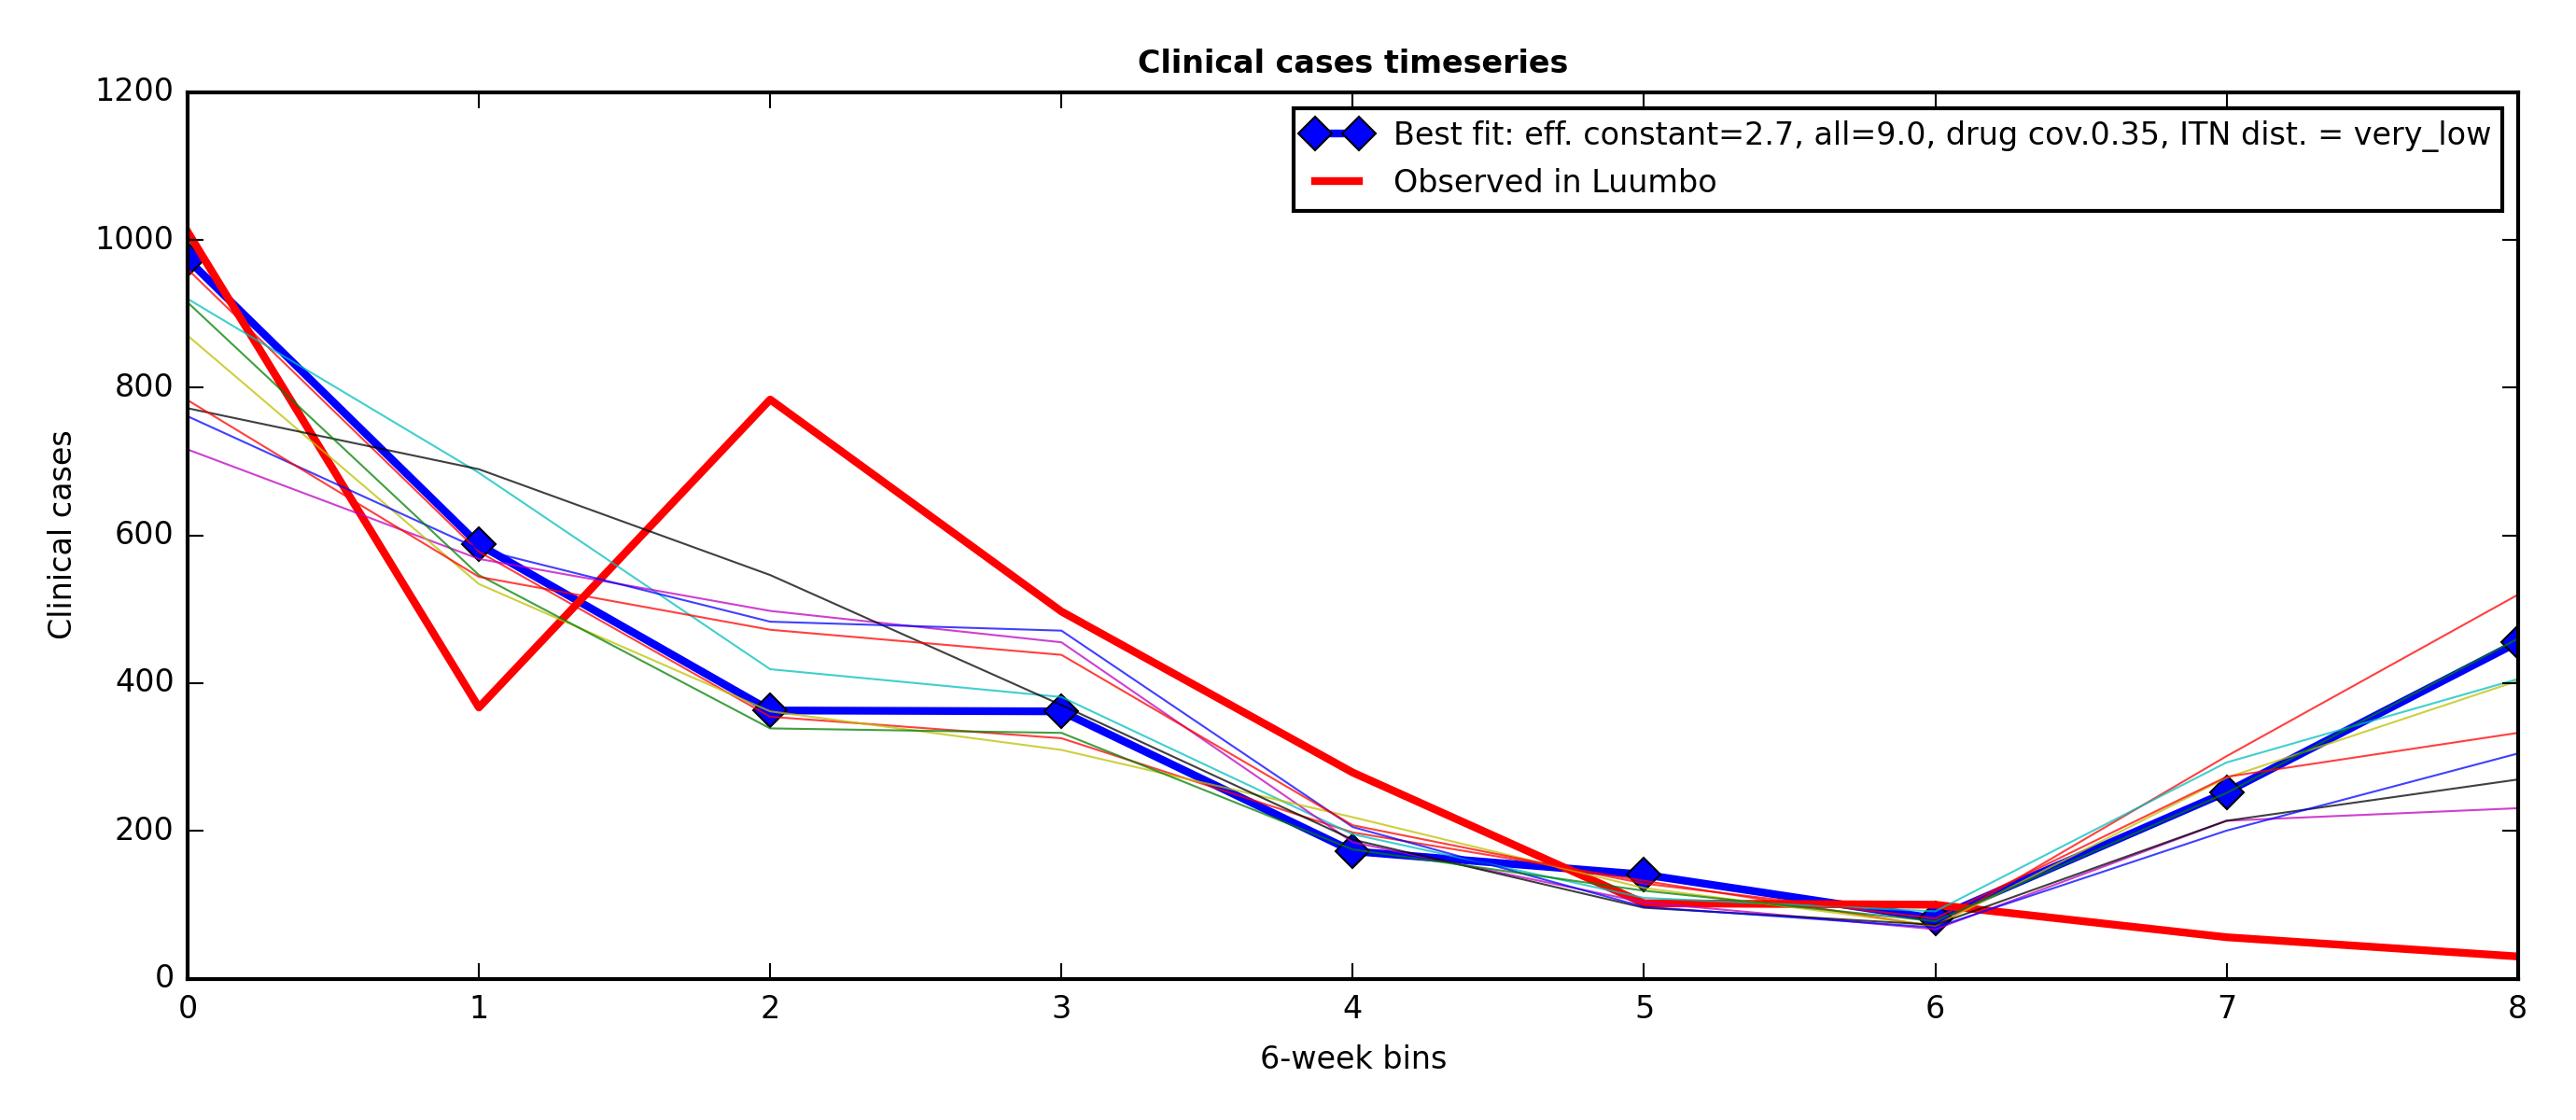 Clinical cases timeseries
1200
1000
800
600
400
200
0
Clinical cases
Best fit: eff. constant=2.7, all=9.0, drug cov.0.35, ITN dist. = very_low
Observed in Luumbo
0 1 2 3 4 5 6 7 8
6-week bins